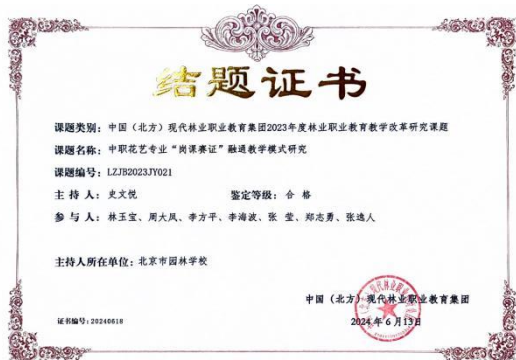 结题证书
课题类别：中国（北方）现代林业职业教育集团2023年度林业职业教育教学改革研究课题
课题名称：中职花艺专业“岗课赛证”融通教学模式研究
课题编号：LZJB2023JY021
主 持 人：史文悦 鉴定等级：合 格
参 与 人：林玉宝、周大凤、李方平、李海波、张 莹、郑志勇、张逸人
主持人所在单位：北京市园林学校
中国（北方）现代林业职业教育集团
证书编号：20240618
2024年6月13日